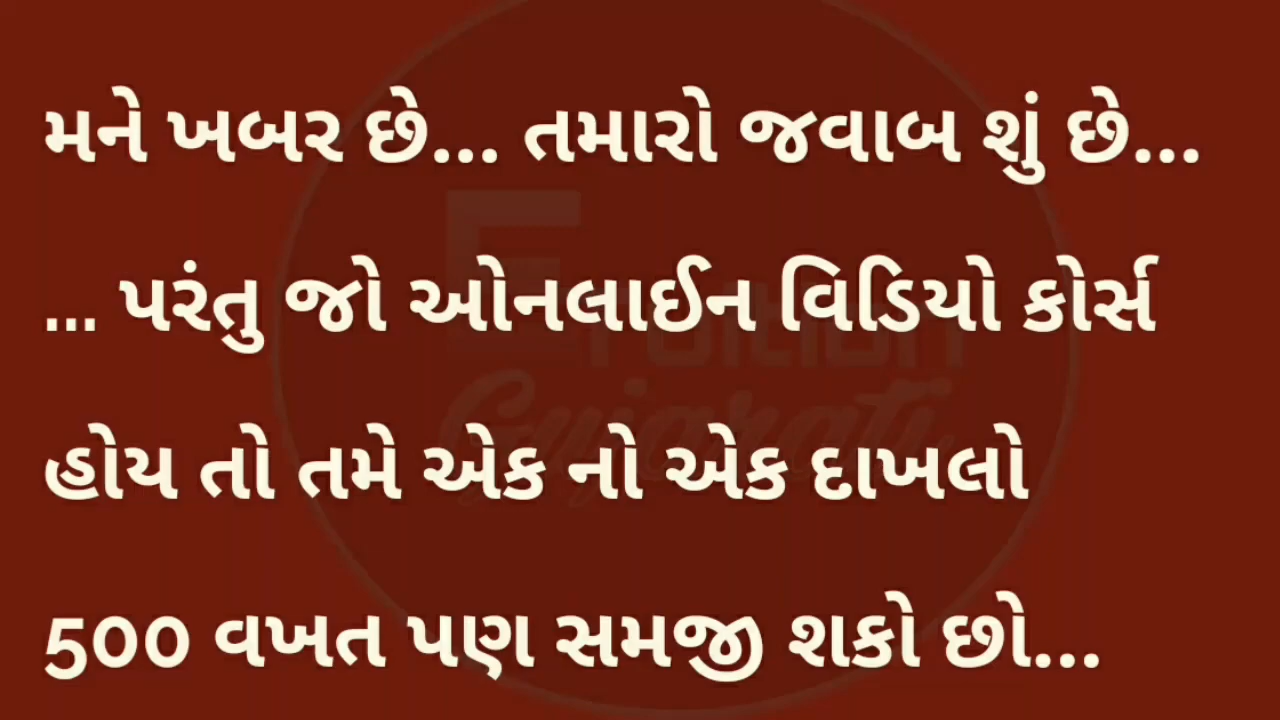 મને ખબર છે... તમારો જવાબ શું છે...
... પરંતુ જો ઓનલાઈન વિડિયો કોર્સ
હોય તો તમે એક નો એક દાખલો
500 વખત પણ સમજી શકો છો...